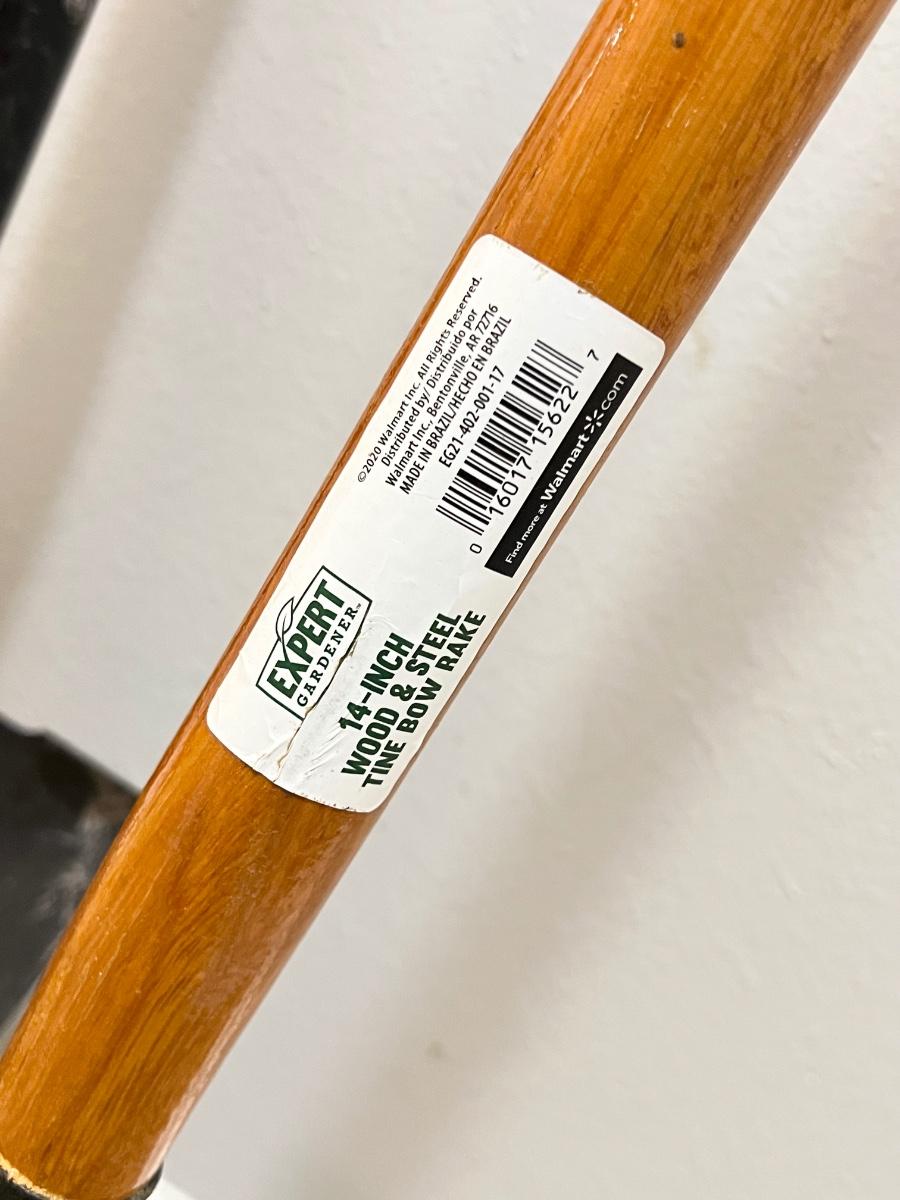 EXPERT
GARDENER™
14-INCH
WOOD & STEEL
TINE BOW RAKE
©2020 Walmart Inc. All Rights Reserved.
Distributed by/ Distribuido por
Walmart Inc., Bentonville, AR 72716
MADE IN BRAZIL/HECHO EN BRAZIL
EG21-402-001-17
0 16017 15622 7
Find more at Walmart.com